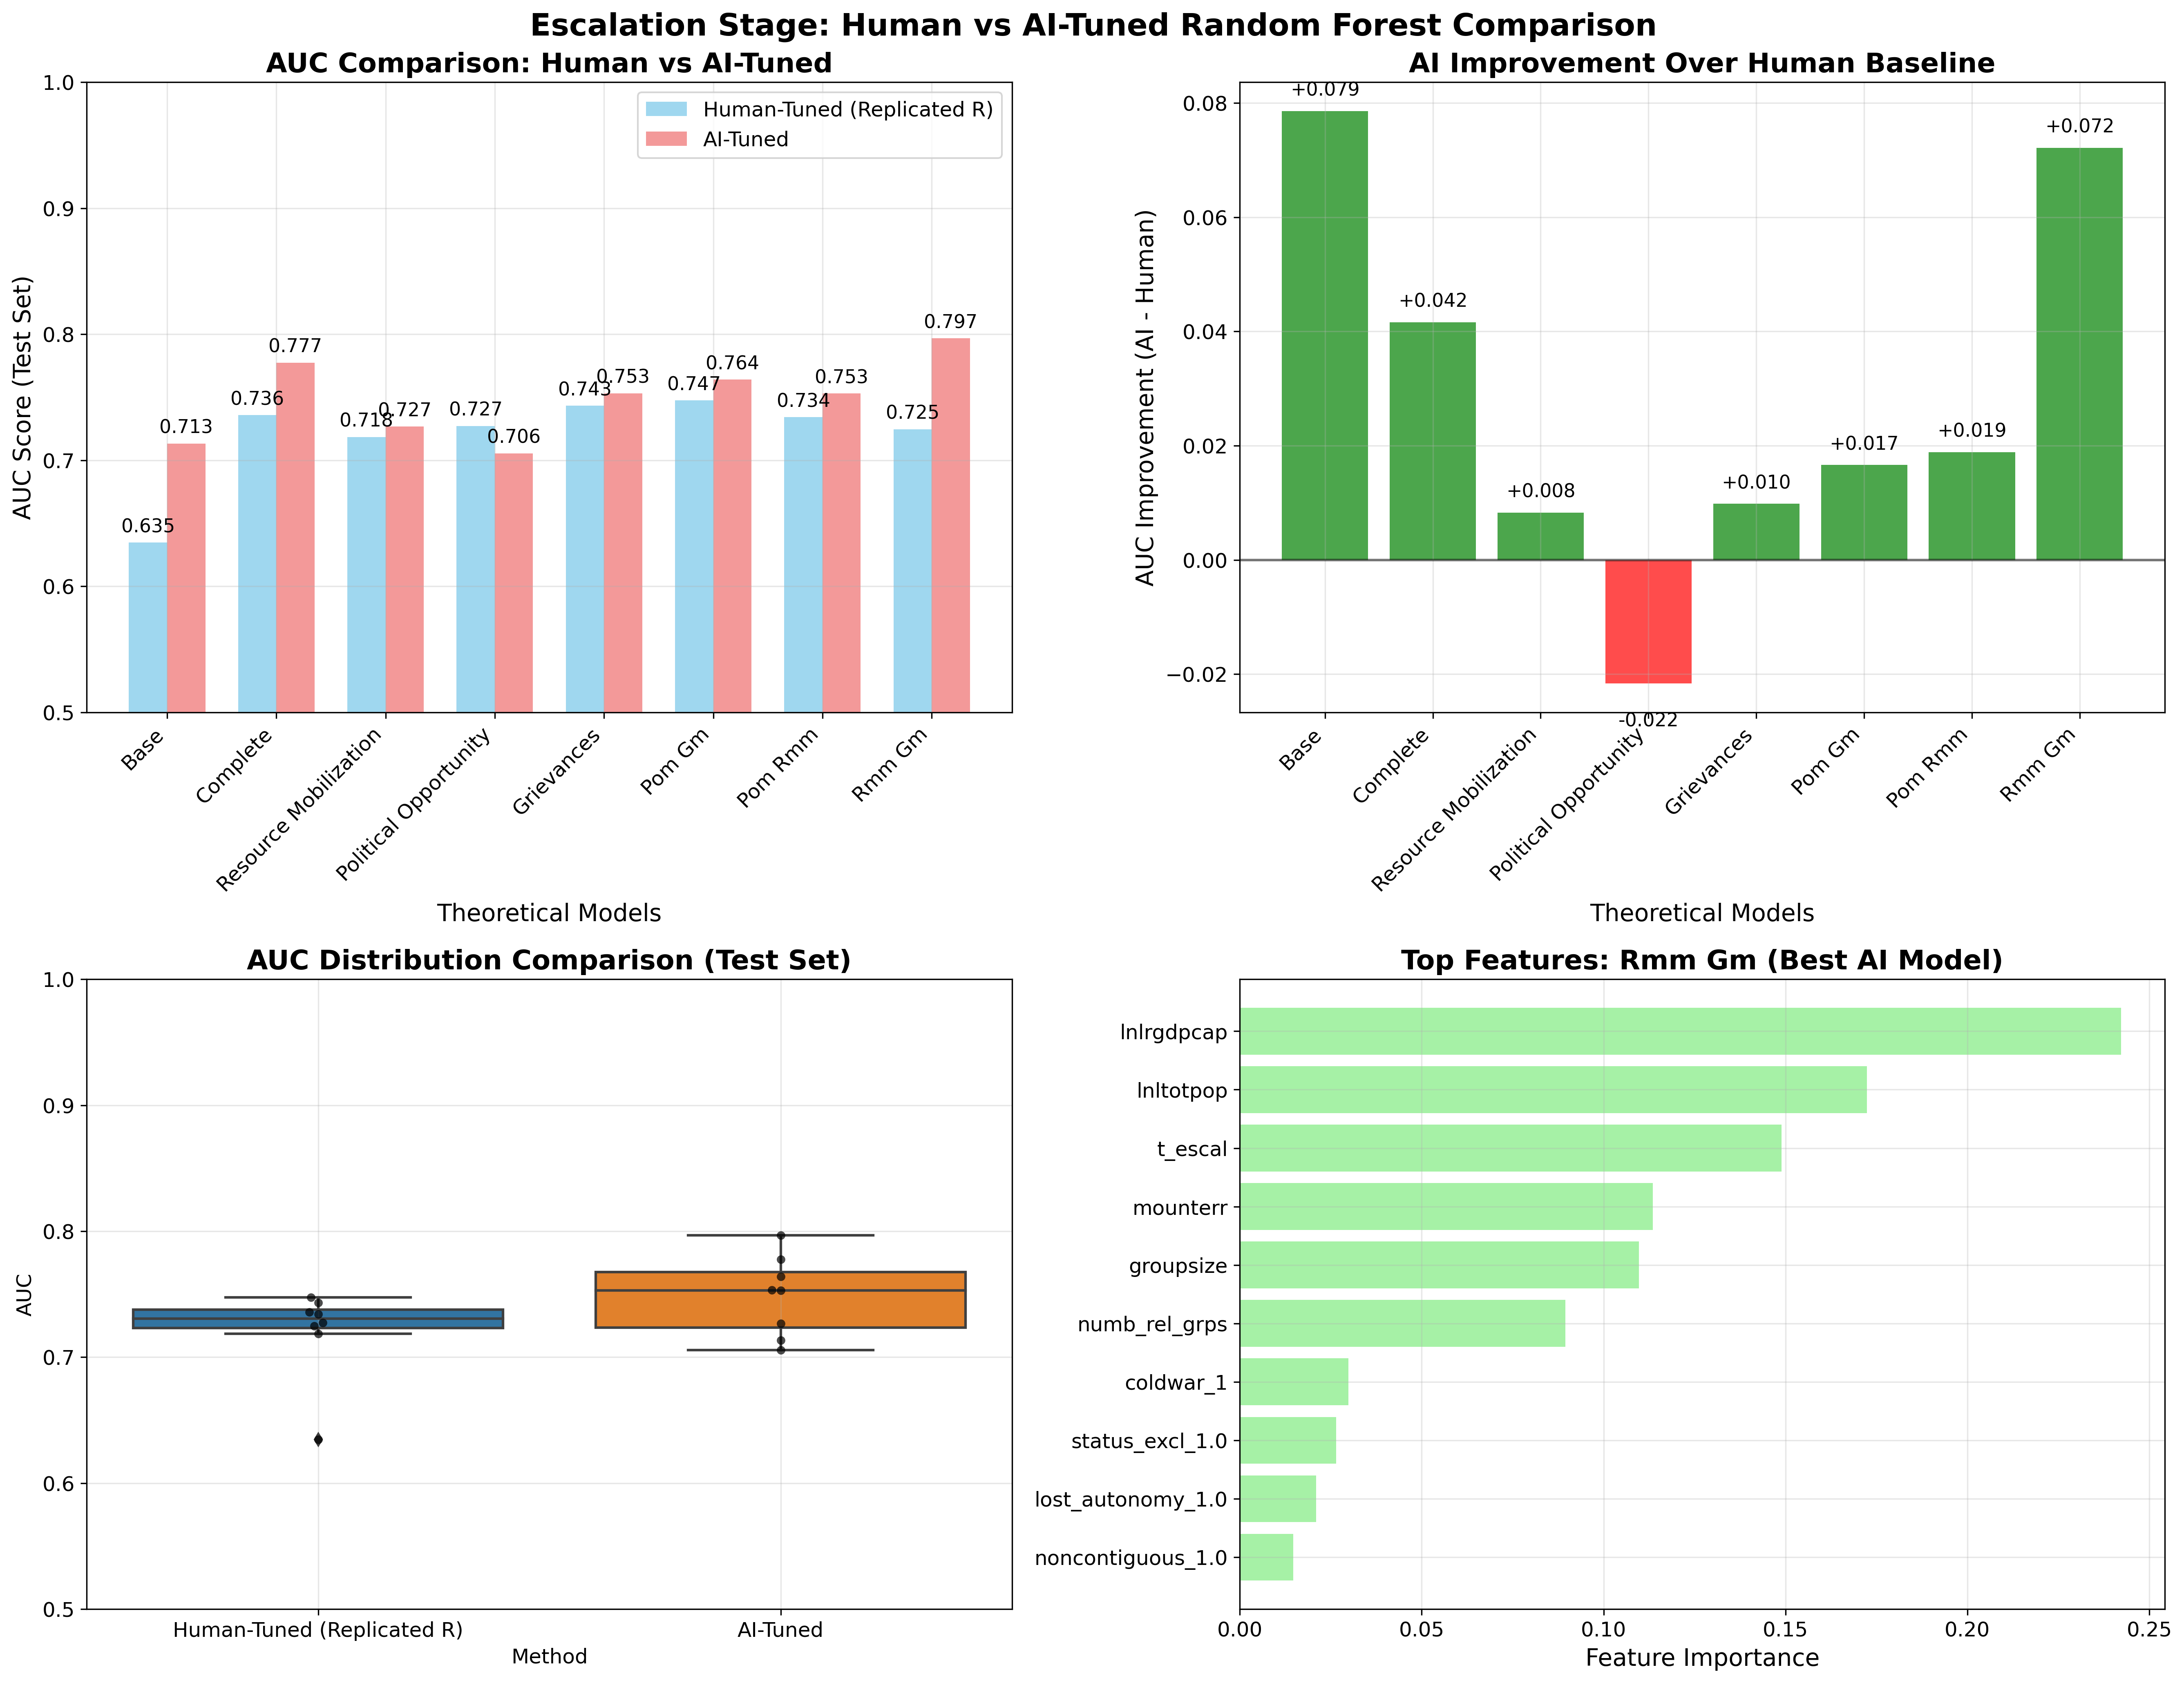 Escalation Stage: Human vs AI-Tuned Random Forest Comparison
AUC Comparison: Human vs AI-Tuned
Human-Tuned (Replicated R)
AI-Tuned
AUC Score (Test Set)
1.0
0.9
0.8
0.7
0.6
0.5
0.635
0.713
0.736
0.777
0.718
0.727
0.727
0.706
0.743
0.753
0.747
0.764
0.734
0.753
0.725
0.797
Base
Complete
Resource Mobilization
Political Opportunity
Grievances
Pom Gm
Pom Rmm
Rmm Gm
Theoretical Models
AI Improvement Over Human Baseline
AUC Improvement (AI - Human)
0.08
0.06
0.04
0.02
0.00
−0.02
+0.079
+0.042
+0.008
-0.022
+0.010
+0.017
+0.019
+0.072
Base
Complete
Resource Mobilization
Political Opportunity
Grievances
Pom Gm
Pom Rmm
Rmm Gm
Theoretical Models
AUC Distribution Comparison (Test Set)
AUC
1.0
0.9
0.8
0.7
0.6
0.5
Human-Tuned (Replicated R)
AI-Tuned
Method
Top Features: Rmm Gm (Best AI Model)
lnlrgdpcap
lnltotpop
t_escal
mounterr
groupsize
numb_rel_grps
coldwar_1
status_excl_1.0
lost_autonomy_1.0
noncontiguous_1.0
0.00
0.05
0.10
0.15
0.20
0.25
Feature Importance